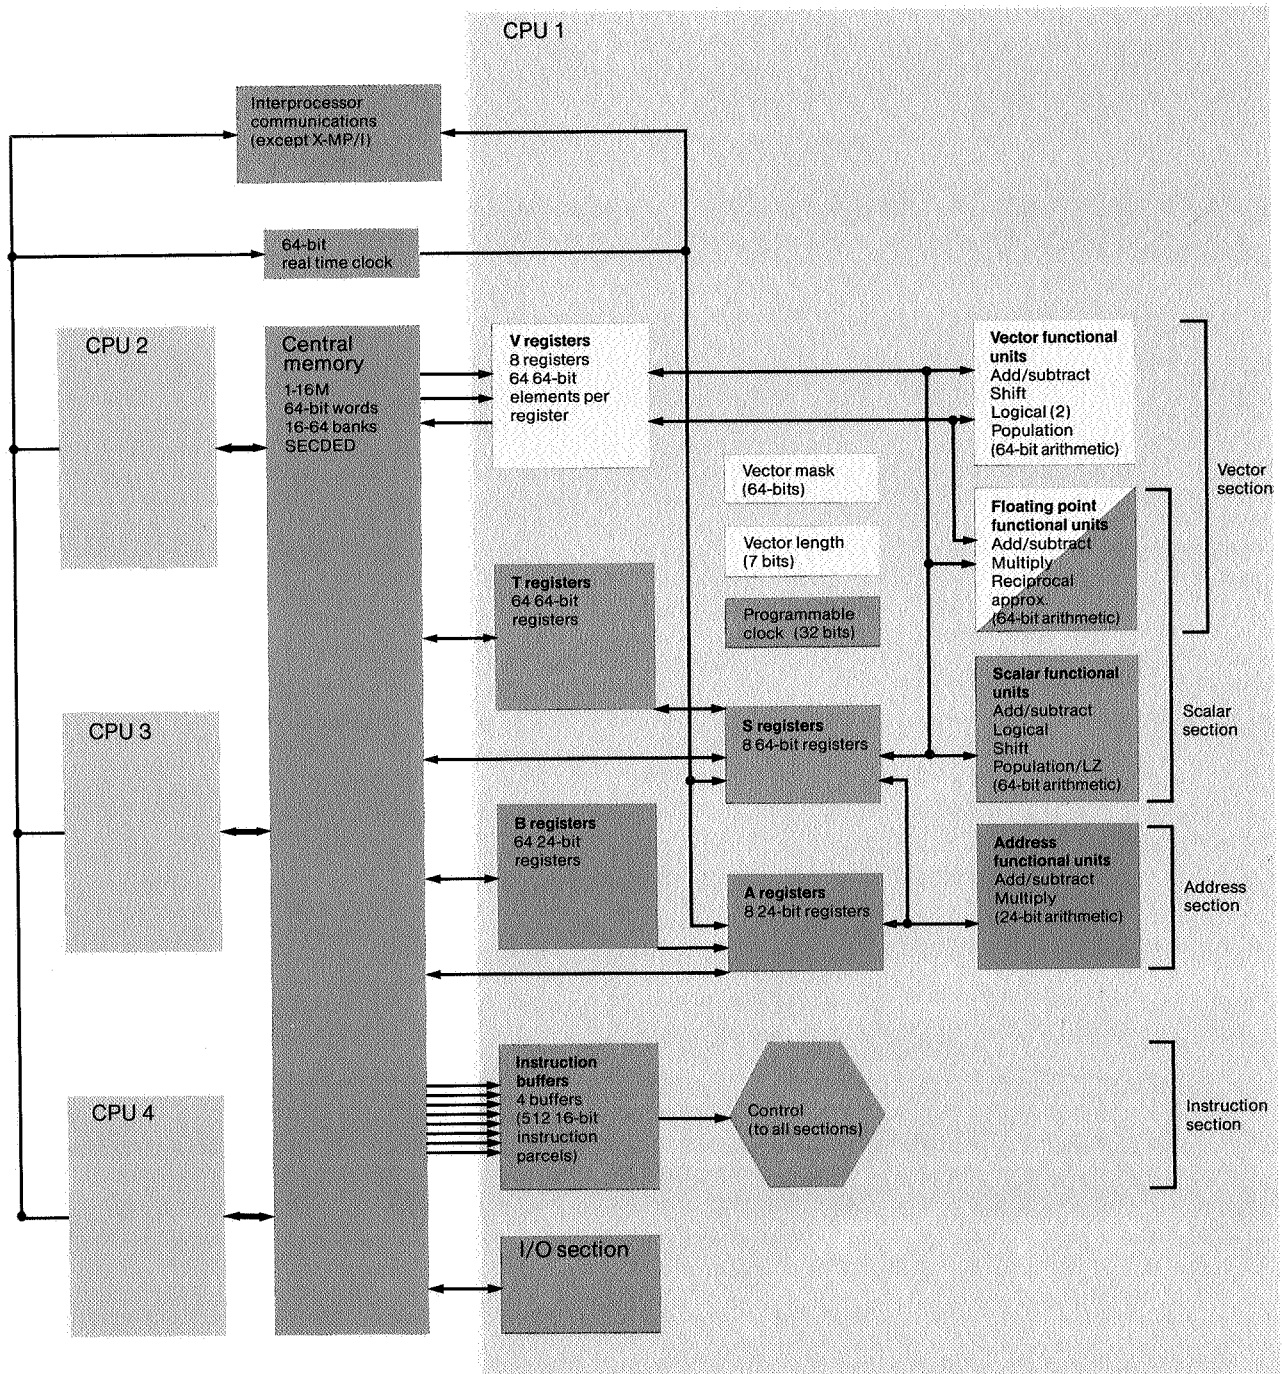 CPU 1
Interprocessor
communications
(except X-MP/I)
64-bit
real time clock
CPU 2
Central
memory
1-16M
64-bit words
16-64 banks
SECDED
V registers
8 registers
64 64-bit
elements per
register
Vector functional
units
Add/subtract
Shift
Logical (2)
Population
(64-bit arithmetic)
Vector
section
Vector mask
(64-bits)
Floating point
functional units
Add/subtract
Multiply
Reciprocal
approx.
(64-bit arithmetic)
Vector length
(7 bits)
T registers
64 64-bit
registers
Programmable
clock (32 bits)
CPU 3
S registers
8 64-bit registers
Scalar functional
units
Add/subtract
Logical
Shift
Population/LZ
(64-bit arithmetic)
Scalar
section
B registers
64 24-bit
registers
A registers
8 24-bit registers
Address
functional units
Add/subtract
Multiply
(24-bit arithmetic)
Address
section
CPU 4
Instruction
buffers
4 buffers
(512 16-bit
instruction
parcels)
Control
(to all sections)
Instruction
section
I/O section